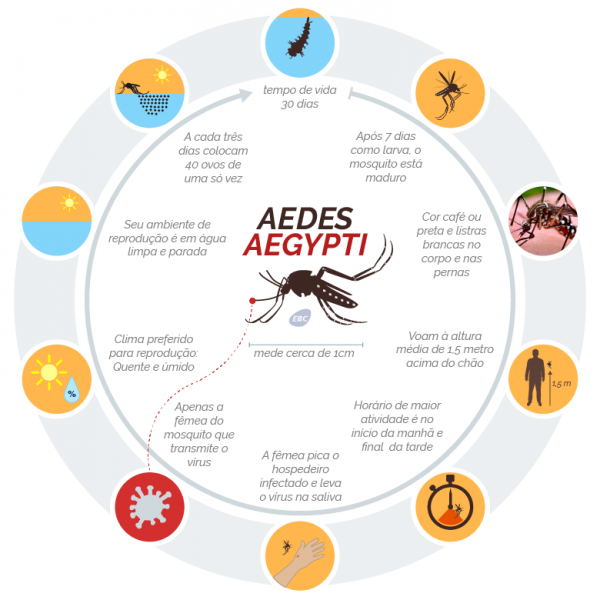 tempo de vida
30 dias
Após 7 dias
como larva, o
mosquito está
maduro
Cor café ou
preta e listras
brancas no
corpo e nas
pernas
Voam à altura
média de 1,5 metro
acima do chão
1,5 m
Horário de maior
atividade é no
início da manhã e
final da tarde
A fêmea pica o
hospedeiro
infectado e leva
o vírus na saliva
Apenas a
fêmea do
mosquito que
transmite o
vírus
Clima preferido
para reprodução:
Quente e úmido
%
Seu ambiente de
reprodução é em água
limpa e parada
A cada três
dias colocam
40 ovos de
uma só vez
AEDES
AEGYPTI
EBC
mede cerca de 1cm